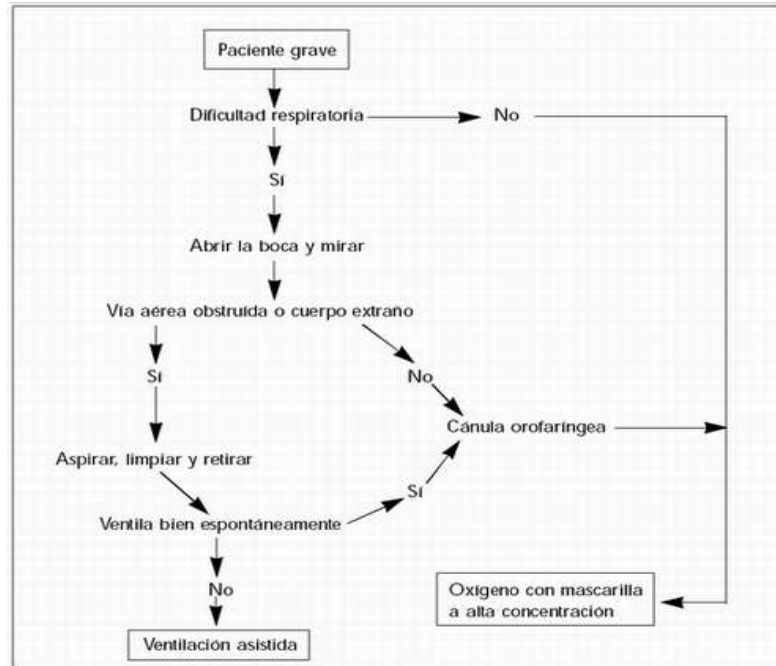 Paciente grave
Dificultad respiratoria
No
Sí
Abrir la boca y mirar
Vía aérea obstruída o cuerpo extraño
Sí
No
Cánula orofaríngea
Aspirar, limpiar y retirar
Sí
Ventila bien espontáneamente
No
Oxígeno con mascarilla
a alta concentración
Ventilación asistida